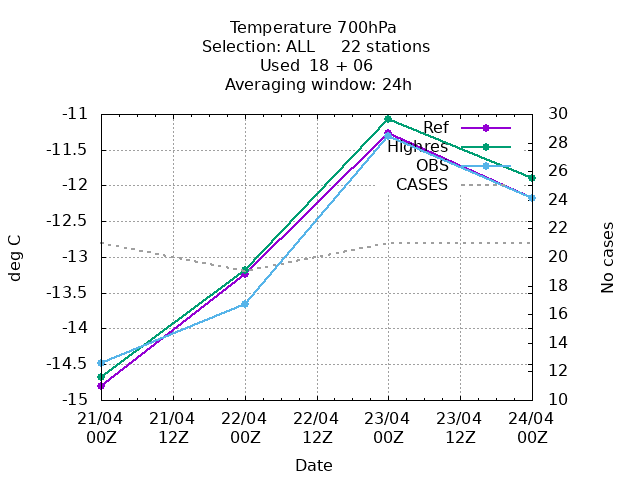 Temperature 700hPa
Selection: ALL 22 stations
Used 18 + 06
Averaging window: 24h
-11 30
Ref 28
-11.5 Highres
OBS 26
-12 CASES
24
-12.5 22
-13 20
-13.5 18
16
-14 14
-14.5 12
-15 10
deg C
No cases
21/04 21/04 22/04 22/04 23/04 23/04 24/04
00Z 12Z 00Z 12Z 00Z 12Z 00Z
Date